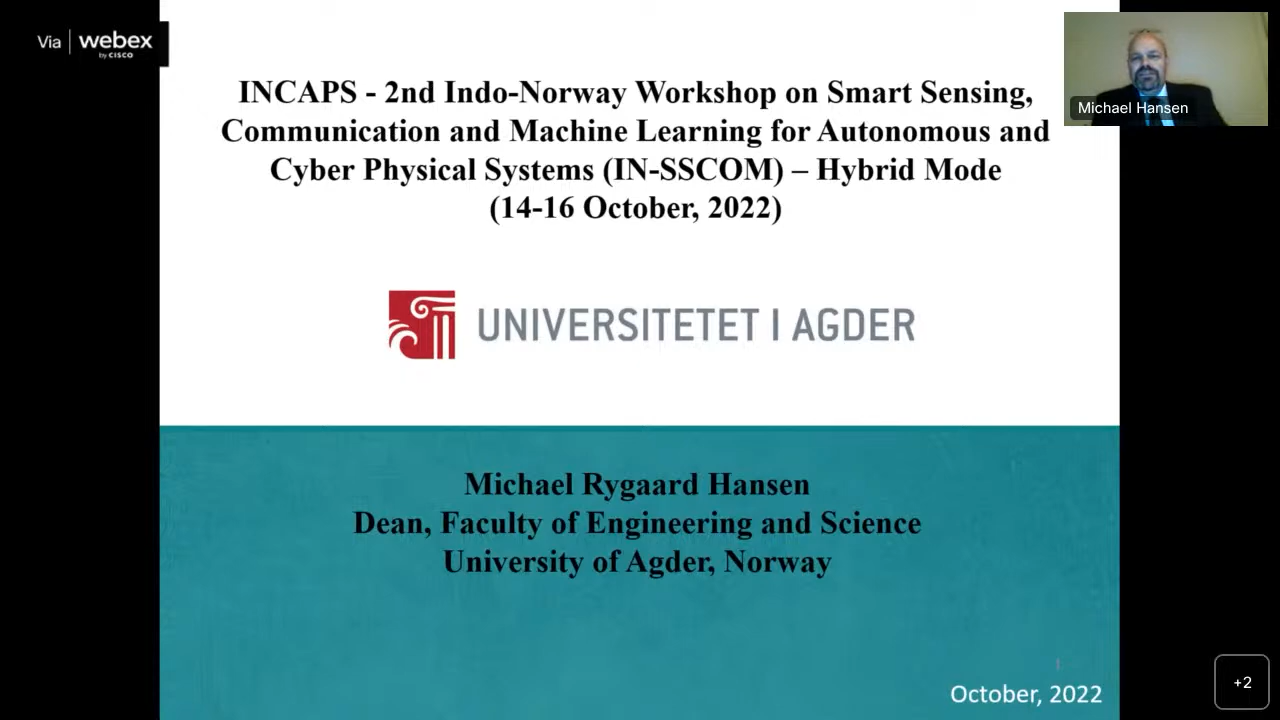 Via | webex
by CISCO
Michael Hansen
INCAPS - 2nd Indo-Norway Workshop on Smart Sensing,
Communication and Machine Learning for Autonomous and
Cyber Physical Systems (IN-SSCOM) – Hybrid Mode
(14-16 October, 2022)
UNIVERSITETET I AGDER
Michael Rygaard Hansen
Dean, Faculty of Engineering and Science
University of Agder, Norway
+2
October, 2022